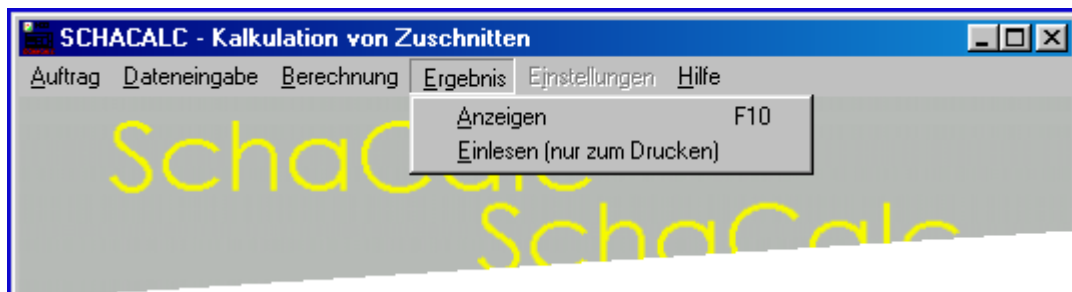 SCHACALC - Kalkulation von Zuschnitten
Auftrag Dateneingabe Berechnung Ergebnis Einstellungen Hilfe
Anzeigen F10
Einlesen (nur zum Drucken)
SchaCalc
SchaCalc